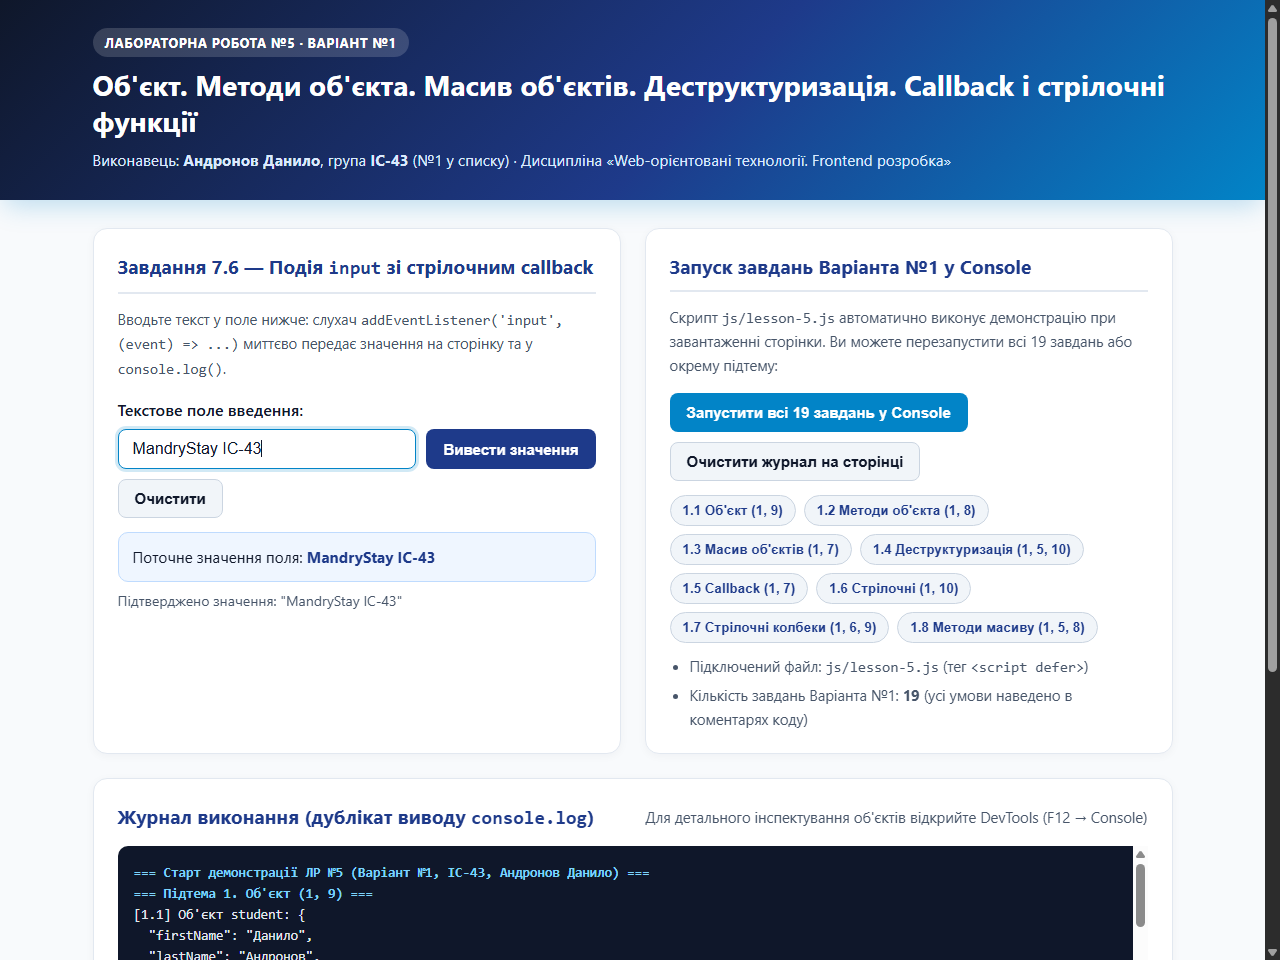 ЛАБОРАТОРНА РОБОТА №5 · ВАРІАНТ №1
Об'єкт. Методи об'єкта. Масив об'єктів. Деструктуризація. Callback і стрілочні
функції
Виконавець: Андронов Данило, група ІС-43 (№1 у списку) · Дисципліна «Web-орієнтовані технології. Frontend розробка»
Завдання 7.6 — Подія input зі стрілочним callback
Вводьте текст у поле нижче: слухач addEventListener('input',
(event) => ...) миттєво передає значення на сторінку та у
console.log().
Текстове поле введення:
MandryStay IC-43
Вивести значення
Очистити
Поточне значення поля: MandryStay IC-43
Підтверджено значення: "MandryStay IC-43"
Запуск завдань Варіанта №1 у Console
Скрипт js/lesson-5.js автоматично виконує демонстрацію при
завантаженні сторінки. Ви можете перезапустити всі 19 завдань або
окрему підтему:
Запустити всі 19 завдань у Console
Очистити журнал на сторінці
1.1 Об'єкт (1, 9)
1.2 Методи об'єкта (1, 8)
1.3 Масив об'єктів (1, 7)
1.4 Деструктуризація (1, 5, 10)
1.5 Callback (1, 7)
1.6 Стрілочні (1, 10)
1.7 Стрілочні колбеки (1, 6, 9)
1.8 Методи масиву (1, 5, 8)
• Підключений файл: js/lesson-5.js (тег <script defer>)
• Кількість завдань Варіанта №1: 19 (усі умови наведено в
коментарях коду)
Журнал виконання (дублікат виводу console.log)
Для детального інспектування об'єктів відкрийте DevTools (F12 → Console)
=== Старт демонстрації ЛР №5 (Варіант №1, ІС-43, Андронов Данило) ===
=== Підтема 1. Об'єкт (1, 9) ===
[1.1] Об'єкт student: {
"firstName": "Данило",
"lastName": "Андронов",